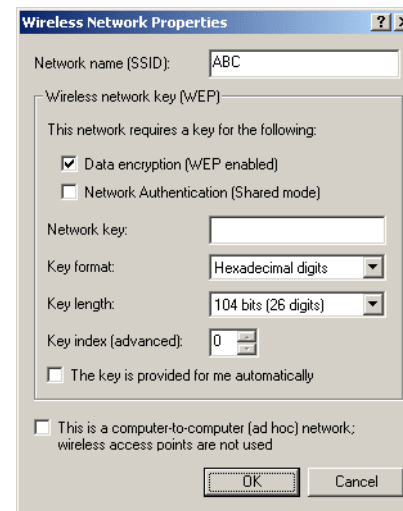 Wireless Network Properties
Network name (SSID): ABC
Wireless network key (WEP)
This network requires a key for the following:
Data encryption (WEP enabled)
Network Authentication (Shared mode)
Network key:
Key format: Hexadecimal digits
Key length: 104 bits (26 digits)
Key index (advanced): 0
The key is provided for me automatically
This is a computer-to-computer (ad hoc) network;
wireless access points are not used
OK Cancel